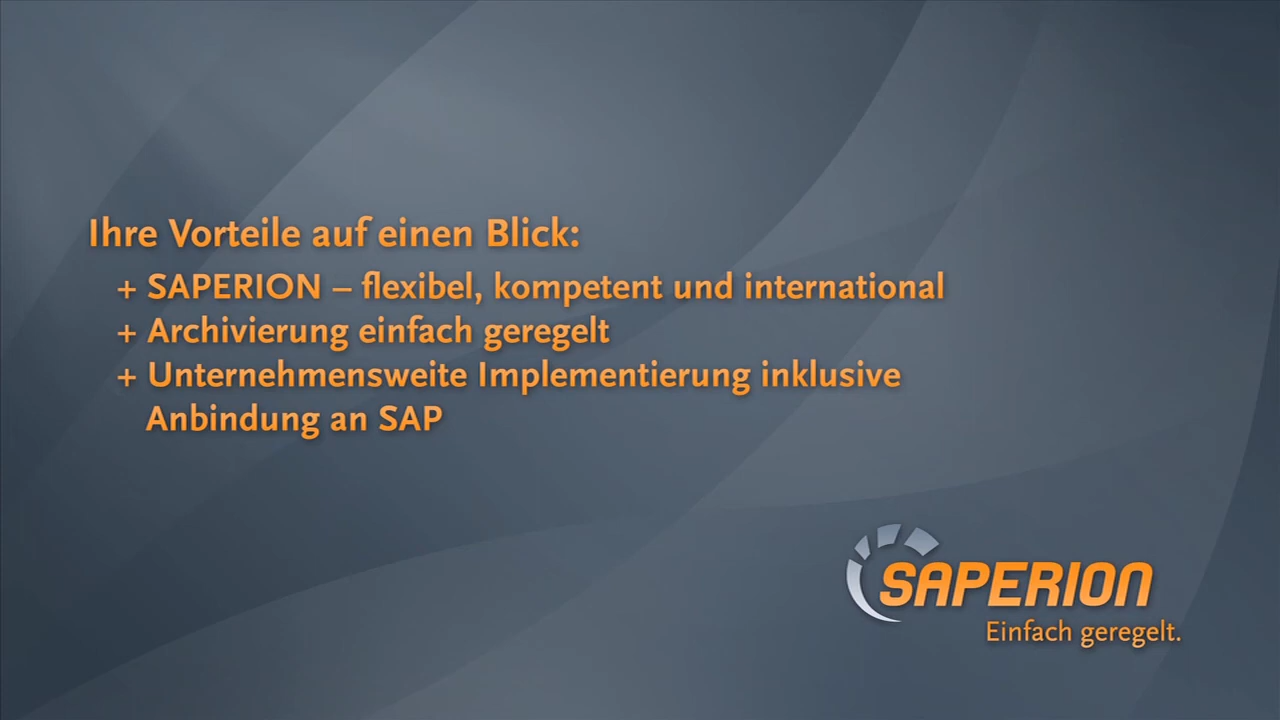 Ihre Vorteile auf einen Blick:
+ SAPERION – flexibel, kompetent und international
+ Archivierung einfach geregelt
+ Unternehmensweite Implementierung inklusive
Anbindung an SAP
SAPERION
Einfach geregelt.